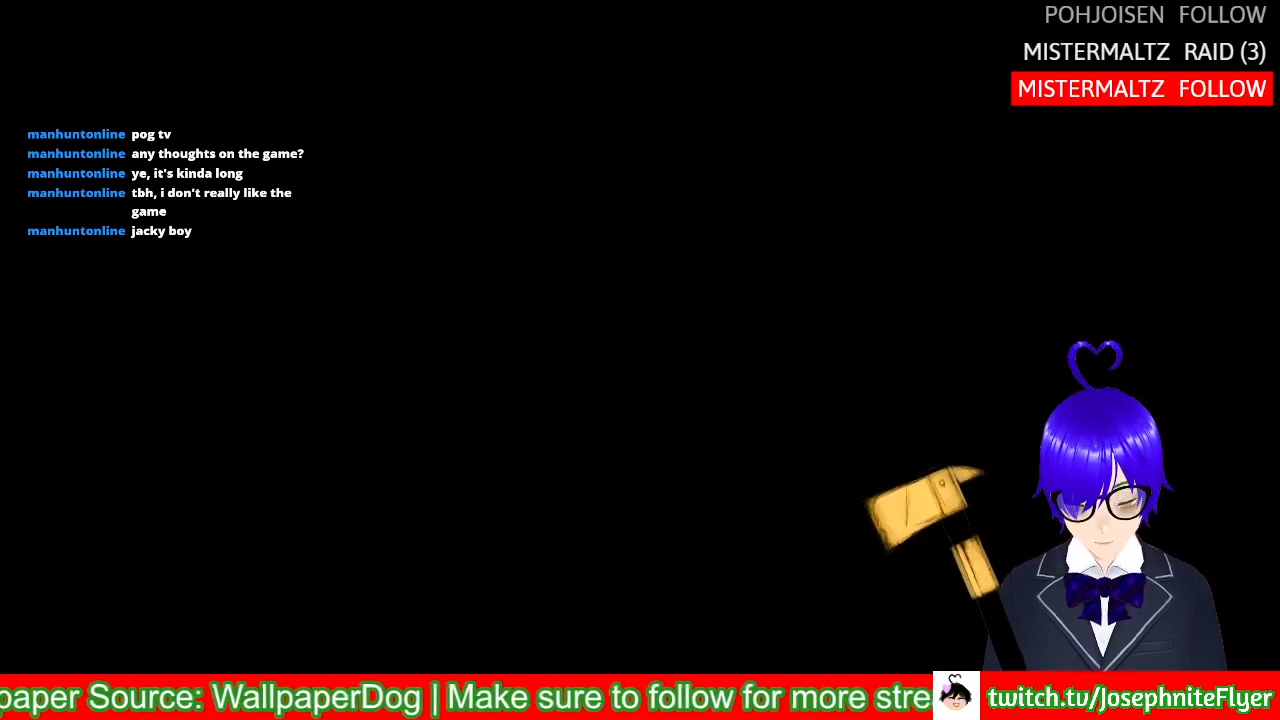 POHJOISEN FOLLOW
MISTERMALTZ RAID (3)
MISTERMALTZ FOLLOW
manhuntonline pog tv
manhuntonline any thoughts on the game?
manhuntonline ye, it's kinda long
manhuntonline tbh, i don't really like the
game
manhuntonline jacky boy
paper Source: WallpaperDog | Make sure to follow for more stre
twitch.tv/JosephniteFlyer